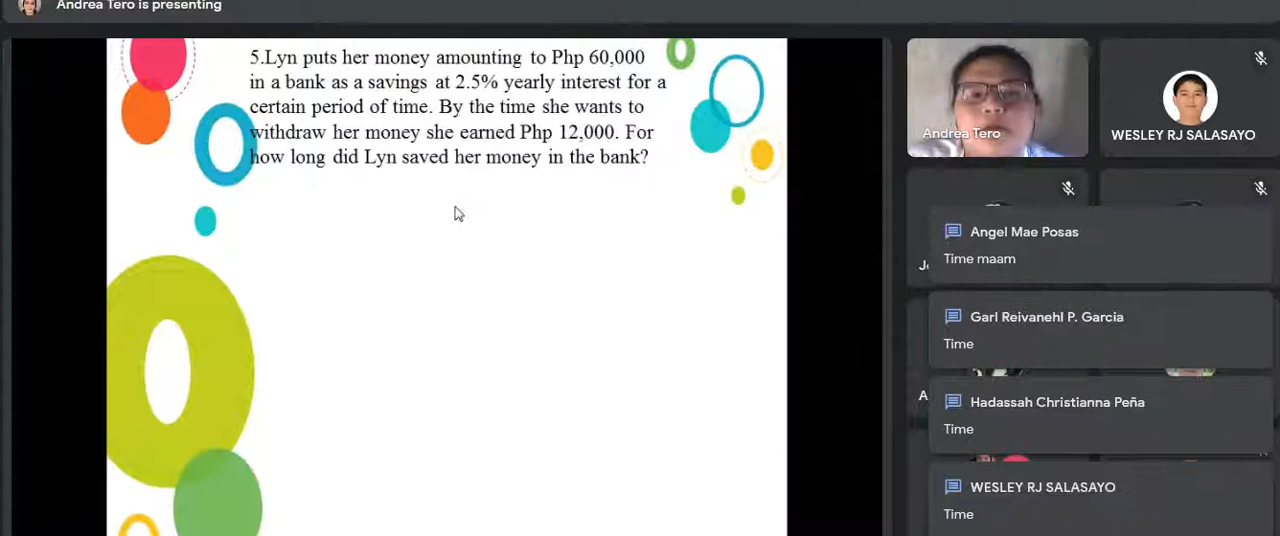 Andrea Tero is presenting
5.Lyn puts her money amounting to Php 60,000
in a bank as a savings at 2.5% yearly interest for a
certain period of time. By the time she wants to
withdraw her money she earned Php 12,000. For
how long did Lyn saved her money in the bank?
Andrea Tero
WESLEY RJ SALASAYO
Angel Mae Posas
Time maam
Garl Reivanehl P. Garcia
Time
Hadassah Christianna Peña
Time
WESLEY RJ SALASAYO
Time